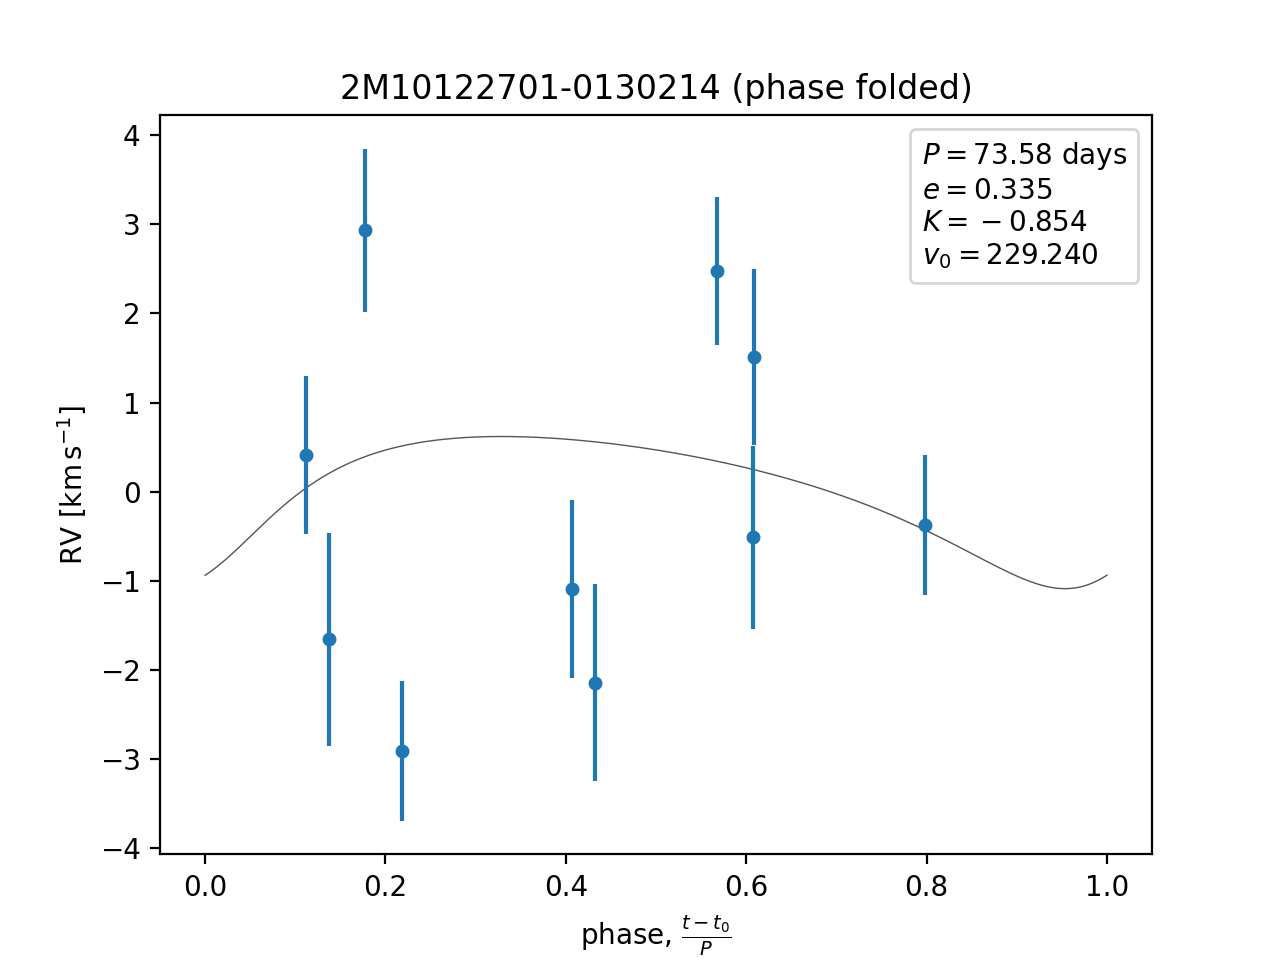 2M10122701-0130214 (phase folded)
P = 73.58 days
e = 0.335
K = −0.854
v₀ = 229.240
4
3
2
1
0
−1
−2
−3
−4
RV [km s⁻¹]
0.0 0.2 0.4 0.6 0.8 1.0
phase, (t − t₀)/P